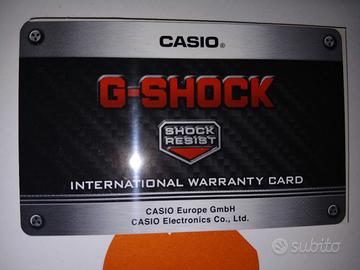 CASIO®
G-SHOCK
SHOCK
RESIST
INTERNATIONAL WARRANTY CARD
CASIO Europe GmbH
CASIO Electronics Co., Ltd.
subito